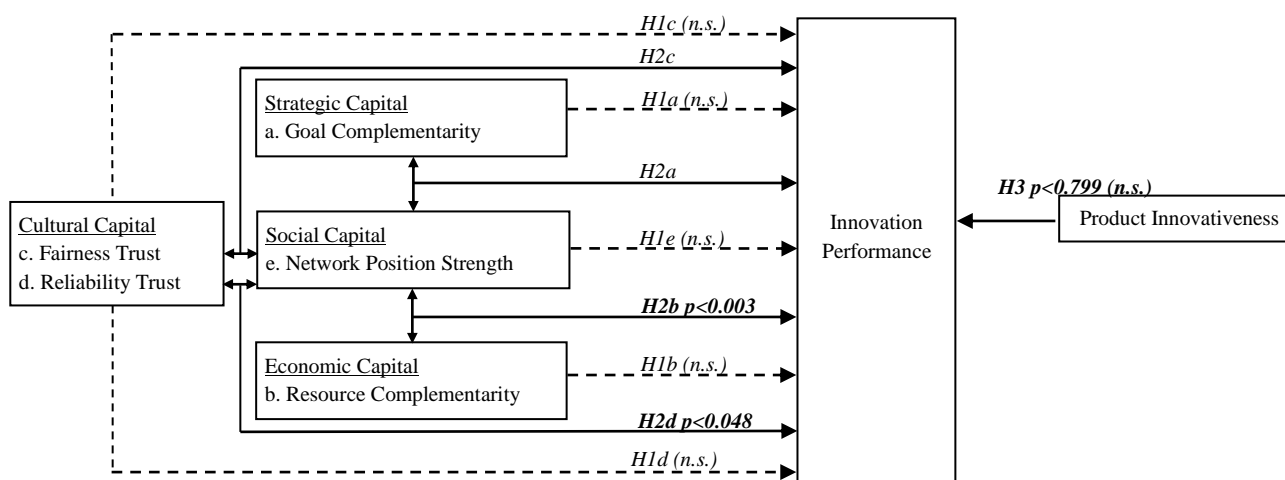 H1c (n.s.)
H2c
Strategic Capital
a. Goal Complementarity
H1a (n.s.)
H2a
H3 p<0.799 (n.s.)
Cultural Capital
c. Fairness Trust
d. Reliability Trust
Social Capital
e. Network Position Strength
H1e (n.s.)
Innovation
Performance
Product Innovativeness
H2b p<0.003
Economic Capital
b. Resource Complementarity
H1b (n.s.)
H2d p<0.048
H1d (n.s.)